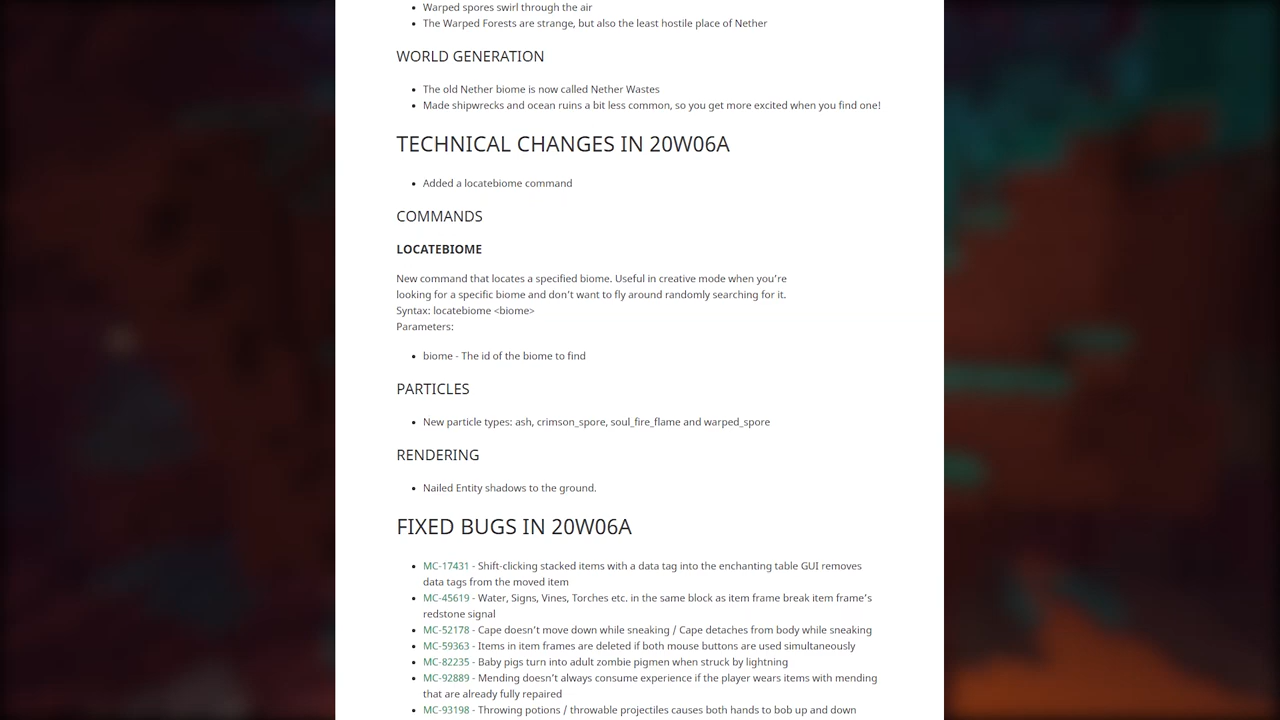 Warped spores swirl through the air
The Warped Forests are strange, but also the least hostile place of Nether
WORLD GENERATION
The old Nether biome is now called Nether Wastes
Made shipwrecks and ocean ruins a bit less common, so you get more excited when you find one!
TECHNICAL CHANGES IN 20W06A
Added a locatebiome command
COMMANDS
LOCATEBIOME
New command that locates a specified biome. Useful in creative mode when you're
looking for a specific biome and don't want to fly around randomly searching for it.
Syntax: locatebiome <biome>
Parameters:
biome - The id of the biome to find
PARTICLES
New particle types: ash, crimson_spore, soul_fire_flame and warped_spore
RENDERING
Nailed Entity shadows to the ground.
FIXED BUGS IN 20W06A
MC-17431 - Shift-clicking stacked items with a data tag into the enchanting table GUI removes
data tags from the moved item
MC-45619 - Water, Signs, Vines, Torches etc. in the same block as item frame break item frame's
redstone signal
MC-52178 - Cape doesn't move down while sneaking / Cape detaches from body while sneaking
MC-59363 - Items in item frames are deleted if both mouse buttons are used simultaneously
MC-82235 - Baby pigs turn into adult zombie pigmen when struck by lightning
MC-92889 - Mending doesn't always consume experience if the player wears items with mending
that are already fully repaired
MC-93198 - Throwing potions / throwable projectiles causes both hands to bob up and down